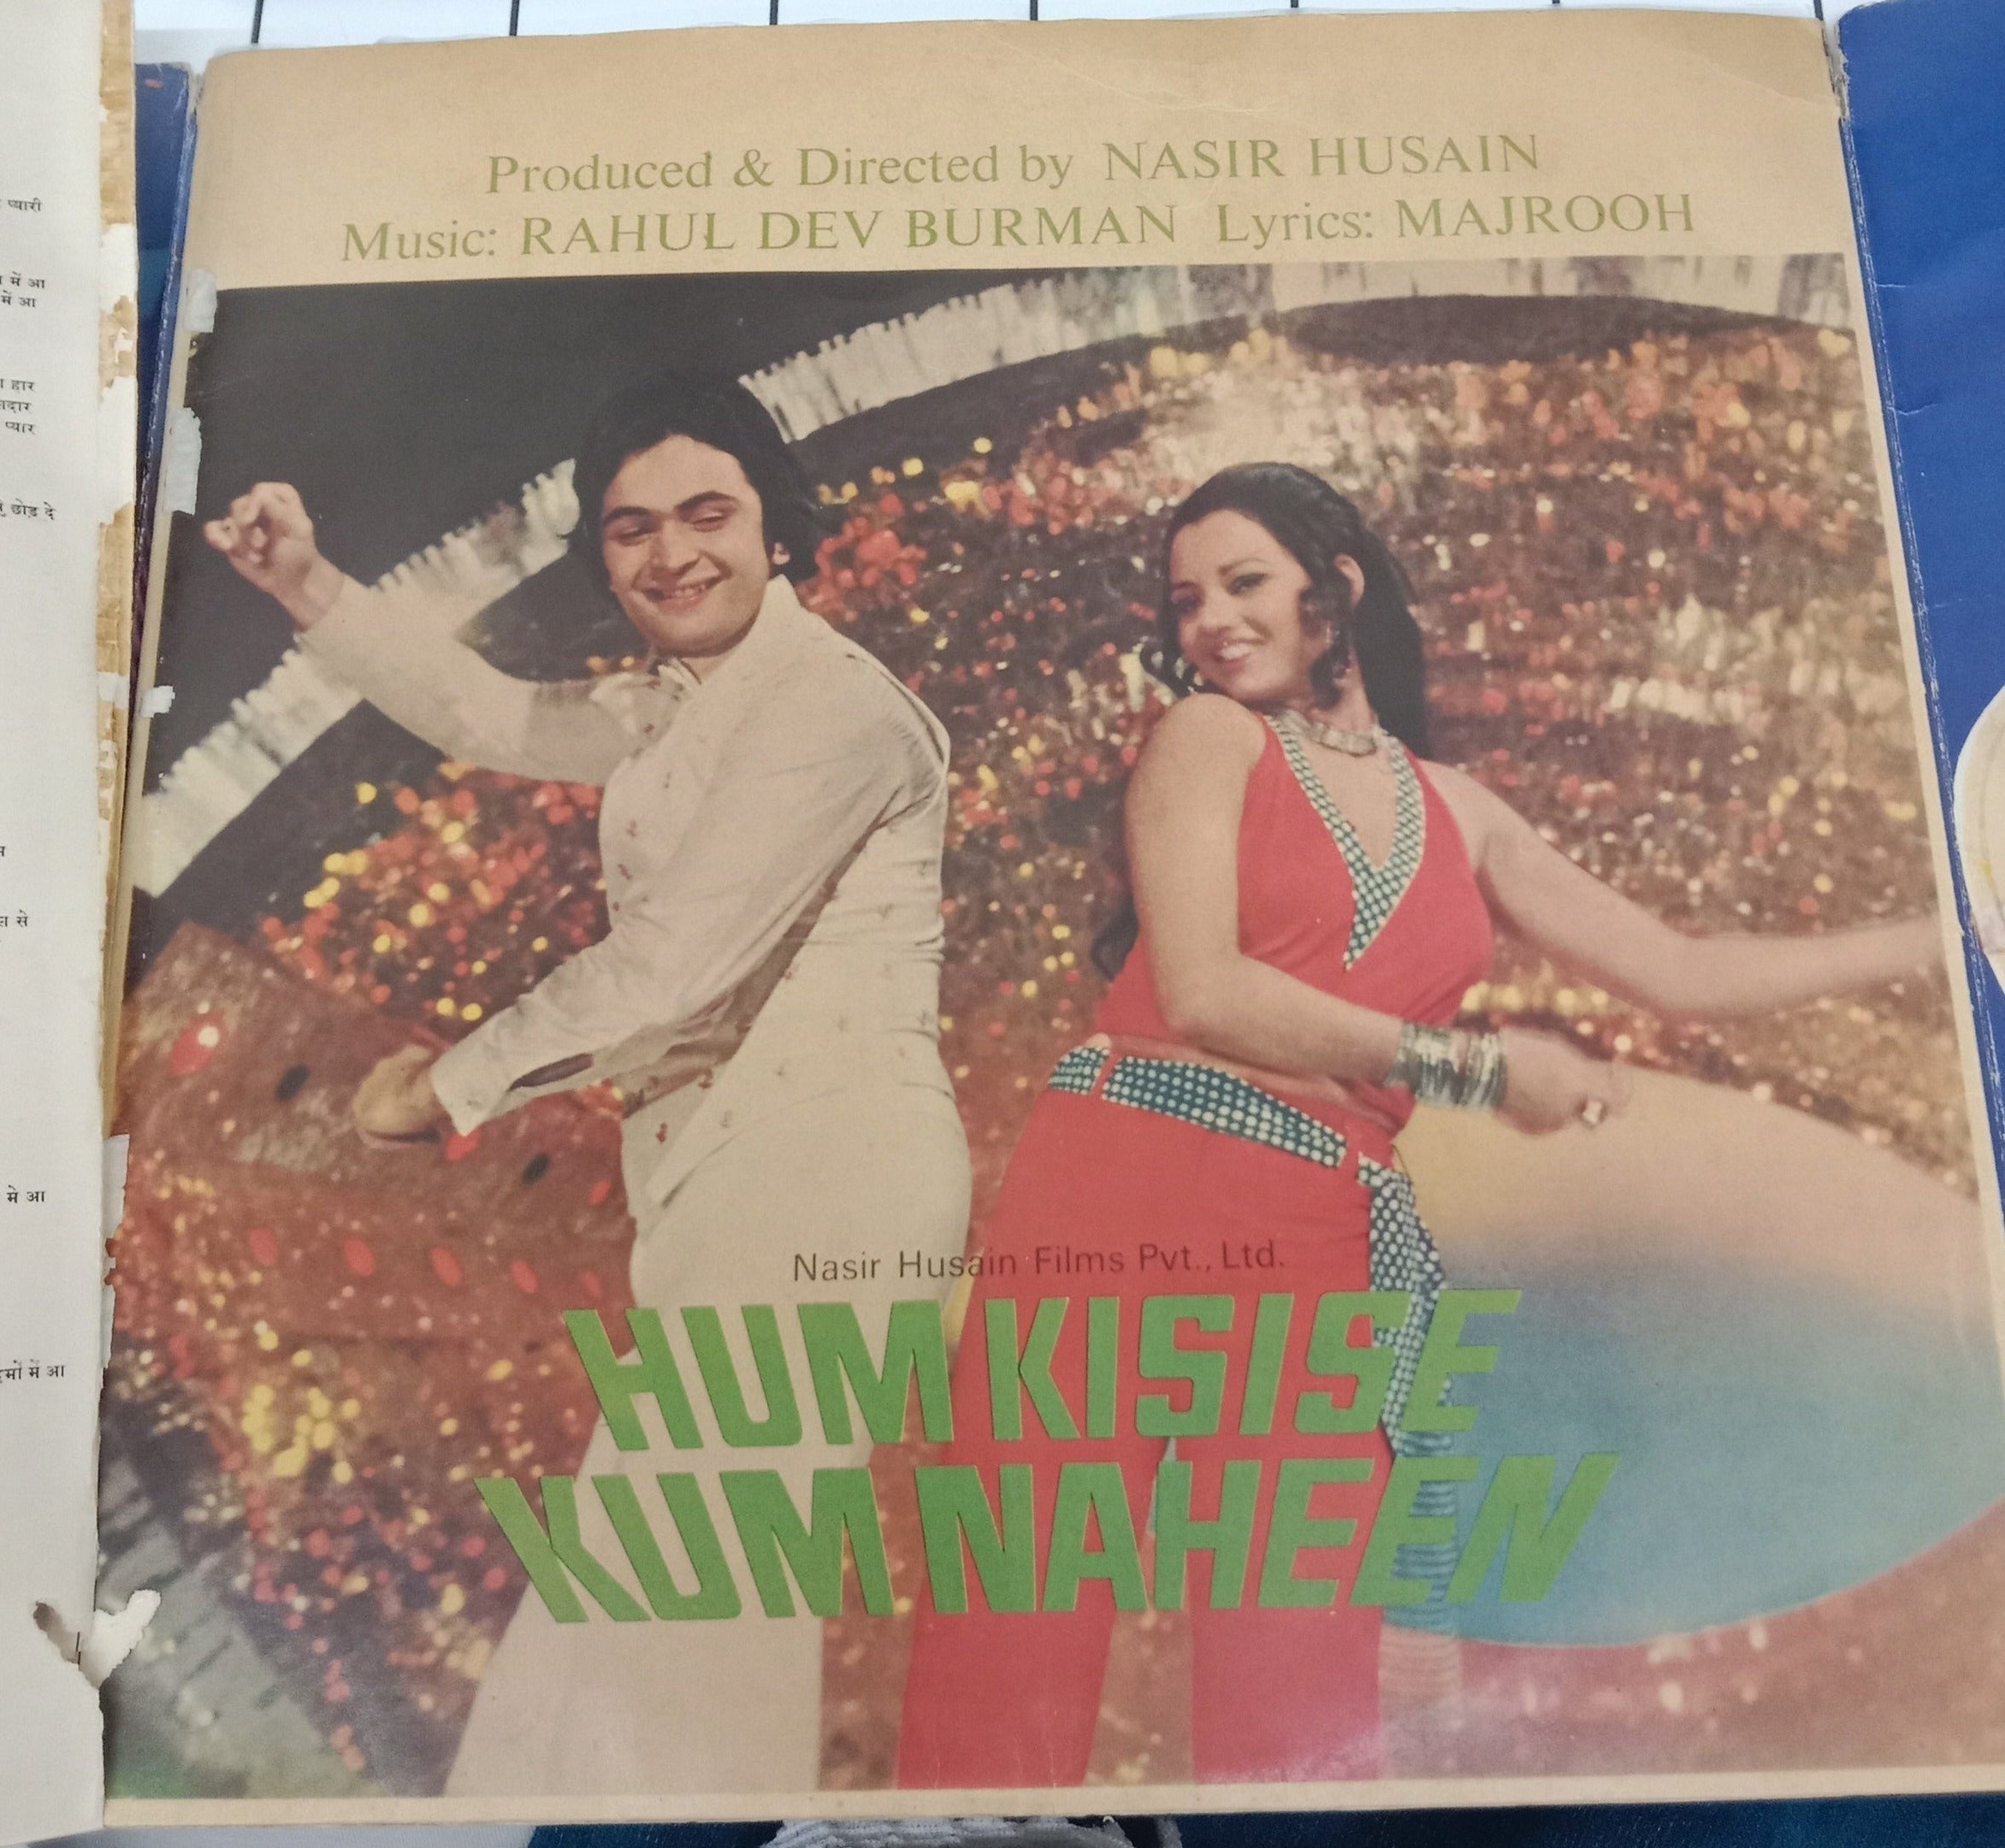 प्यारी
में आ
में आ
हार
प्यार
छोड़ दे
से
मे आ
में आ
Produced & Directed by NASIR HUSAIN
Music: RAHUL DEV BURMAN Lyrics: MAJROOH
Nasir Husain Films Pvt., Ltd.
HUM KISISE
KUM NAHEEN